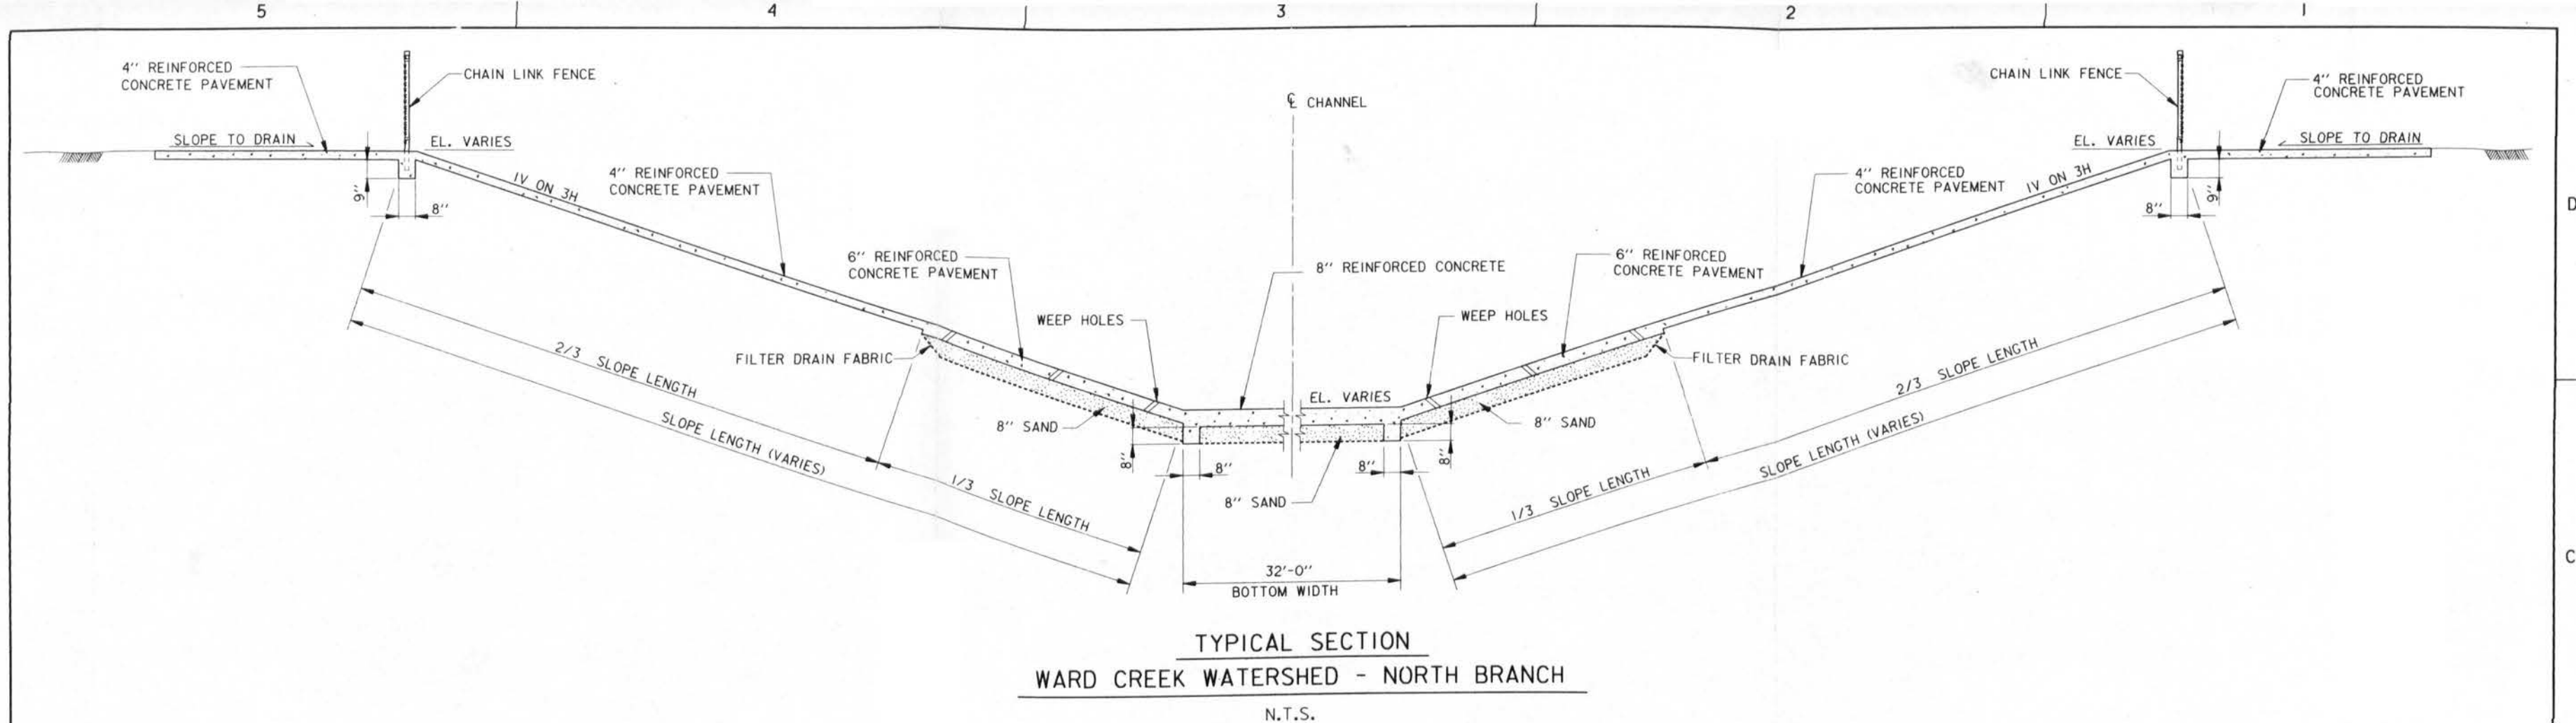 5
4
3
2
1
4'' REINFORCED
CONCRETE PAVEMENT
CHAIN LINK FENCE
℄ CHANNEL
CHAIN LINK FENCE
4'' REINFORCED
CONCRETE PAVEMENT
SLOPE TO DRAIN
EL. VARIES
EL. VARIES
SLOPE TO DRAIN
9''
8''
1V ON 3H
4'' REINFORCED
CONCRETE PAVEMENT
4'' REINFORCED
CONCRETE PAVEMENT
1V ON 3H
8''
9''
D
6'' REINFORCED
CONCRETE PAVEMENT
8'' REINFORCED CONCRETE
6'' REINFORCED
CONCRETE PAVEMENT
WEEP HOLES
WEEP HOLES
FILTER DRAIN FABRIC
FILTER DRAIN FABRIC
2/3 SLOPE LENGTH
2/3 SLOPE LENGTH
EL. VARIES
8'' SAND
8'' SAND
SLOPE LENGTH (VARIES)
SLOPE LENGTH (VARIES)
8''
8''
8''
8''
1/3 SLOPE LENGTH
8'' SAND
1/3 SLOPE LENGTH
C
32'-0''
BOTTOM WIDTH
TYPICAL SECTION
WARD CREEK WATERSHED - NORTH BRANCH
N.T.S.